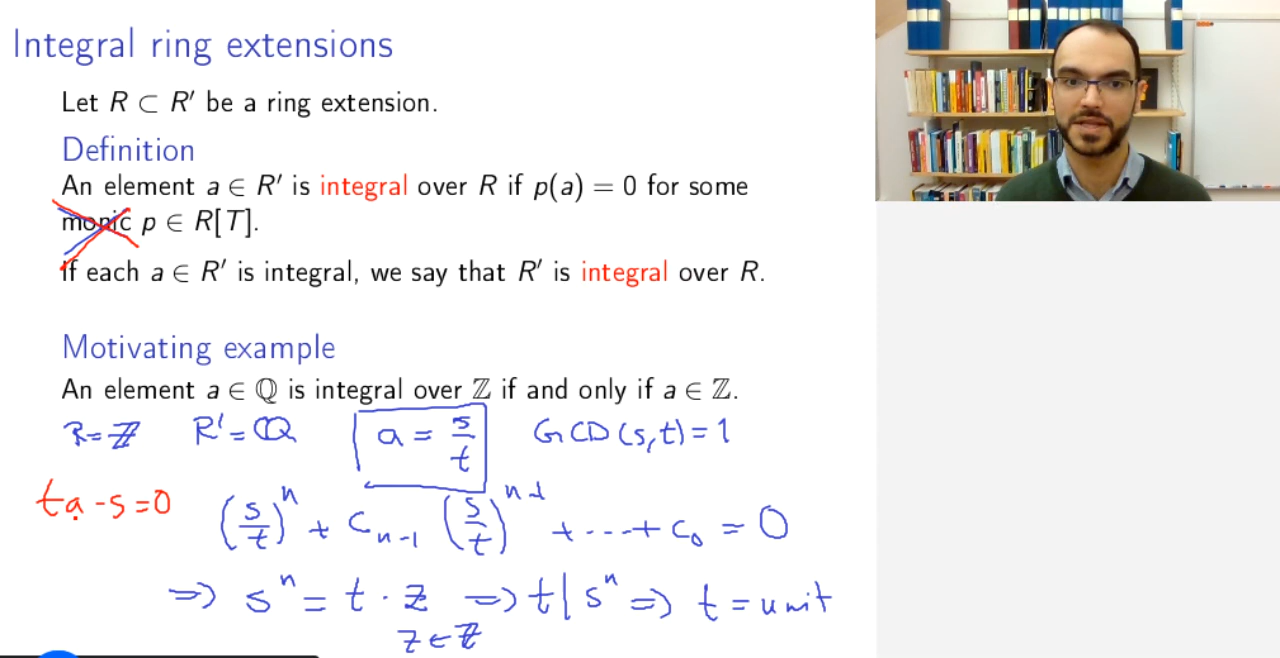 Integral ring extensions
Let R ⊂ R′ be a ring extension.
Definition
An element a ∈ R′ is integral over R if p(a) = 0 for some
monic p ∈ R[T].
If each a ∈ R′ is integral, we say that R′ is integral over R.
Motivating example
An element a ∈ ℚ is integral over ℤ if and only if a ∈ ℤ.
R=ℤ R′=ℚ a = s/t GCD(s,t)=1
ta-s=0 (s/t)^n + c_{n-1} (s/t)^{n-1} + ... + c_0 = 0
⇒ s^n = t · z ⇒ t | s^n ⇒ t = unit
z ∈ ℤ